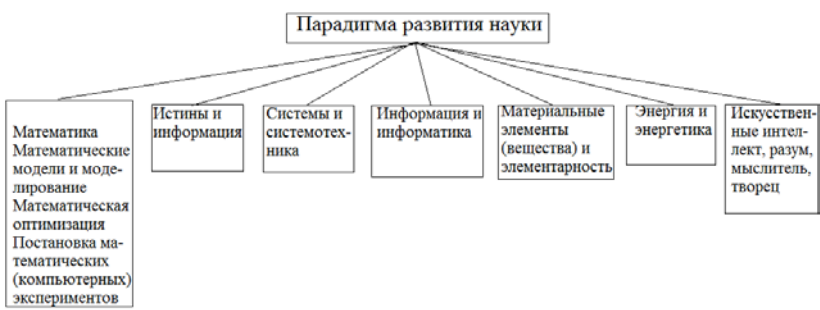 Парадигма развития науки
Математика
Математические
модели и моде-
лирование
Математическая
оптимизация
Постановка ма-
тематических
(компьютерных)
экспериментов
Истины и
информация
Системы и
системотех-
ника
Информация и
информатика
Материальные
элементы
(вещества) и
элементарность
Энергия и
энергетика
Искусствен-
ные интел-
лект, разум,
мыслитель,
творец